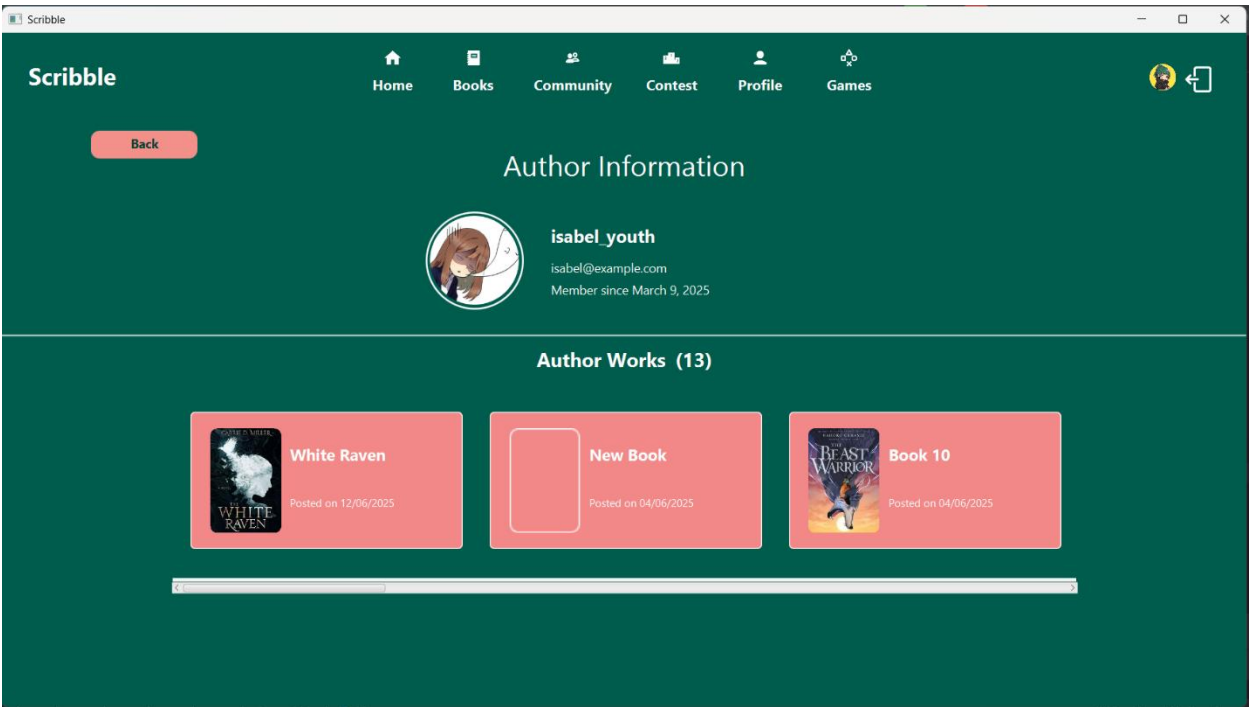 Scribble
Scribble
Home Books Community Contest Profile Games
Back
Author Information
isabel_youth
isabel@example.com
Member since March 9, 2025
Author Works (13)
White Raven
Posted on 12/06/2025
WHITE
RAVEN
New Book
Posted on 04/06/2025
Book 10
Posted on 04/06/2025
THE
BEAST
WARRIOR